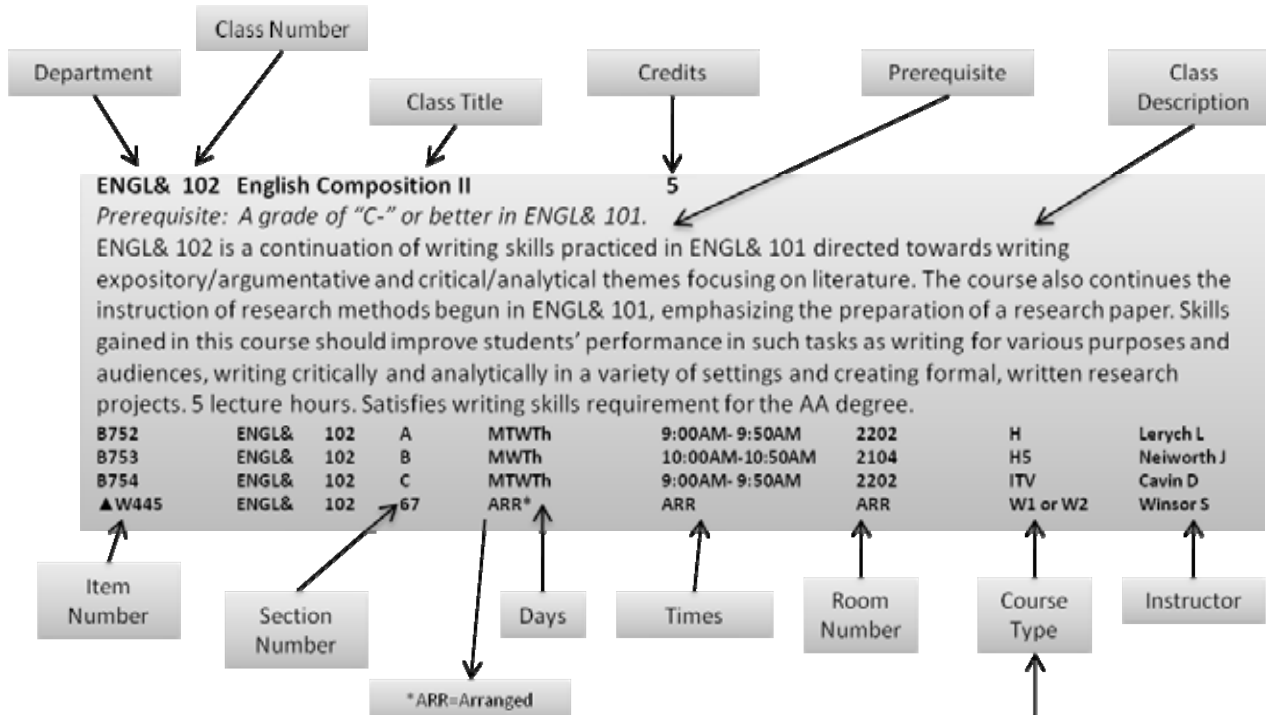 Class Number
Department
Class Title
Credits
Prerequisite
Class
Description
ENGL& 102 English Composition II 5
Prerequisite: A grade of “C-” or better in ENGL& 101.
ENGL& 102 is a continuation of writing skills practiced in ENGL& 101 directed towards writing
expository/argumentative and critical/analytical themes focusing on literature. The course also continues the
instruction of research methods begun in ENGL& 101, emphasizing the preparation of a research paper. Skills
gained in this course should improve students’ performance in such tasks as writing for various purposes and
audiences, writing critically and analytically in a variety of settings and creating formal, written research
projects. 5 lecture hours. Satisfies writing skills requirement for the AA degree.
B752 ENGL& 102 A MTWTh 9:00AM- 9:50AM 2202 H Lerych L
B753 ENGL& 102 B MWTh 10:00AM-10:50AM 2104 H5 Neiworth J
B754 ENGL& 102 C MTWTh 9:00AM- 9:50AM 2202 ITV Cavin D
▲W445 ENGL& 102 67 ARR* ARR ARR W1 or W2 Winsor S
Item
Number
Section
Number
Days
Times
Room
Number
Course
Type
Instructor
*ARR=Arranged